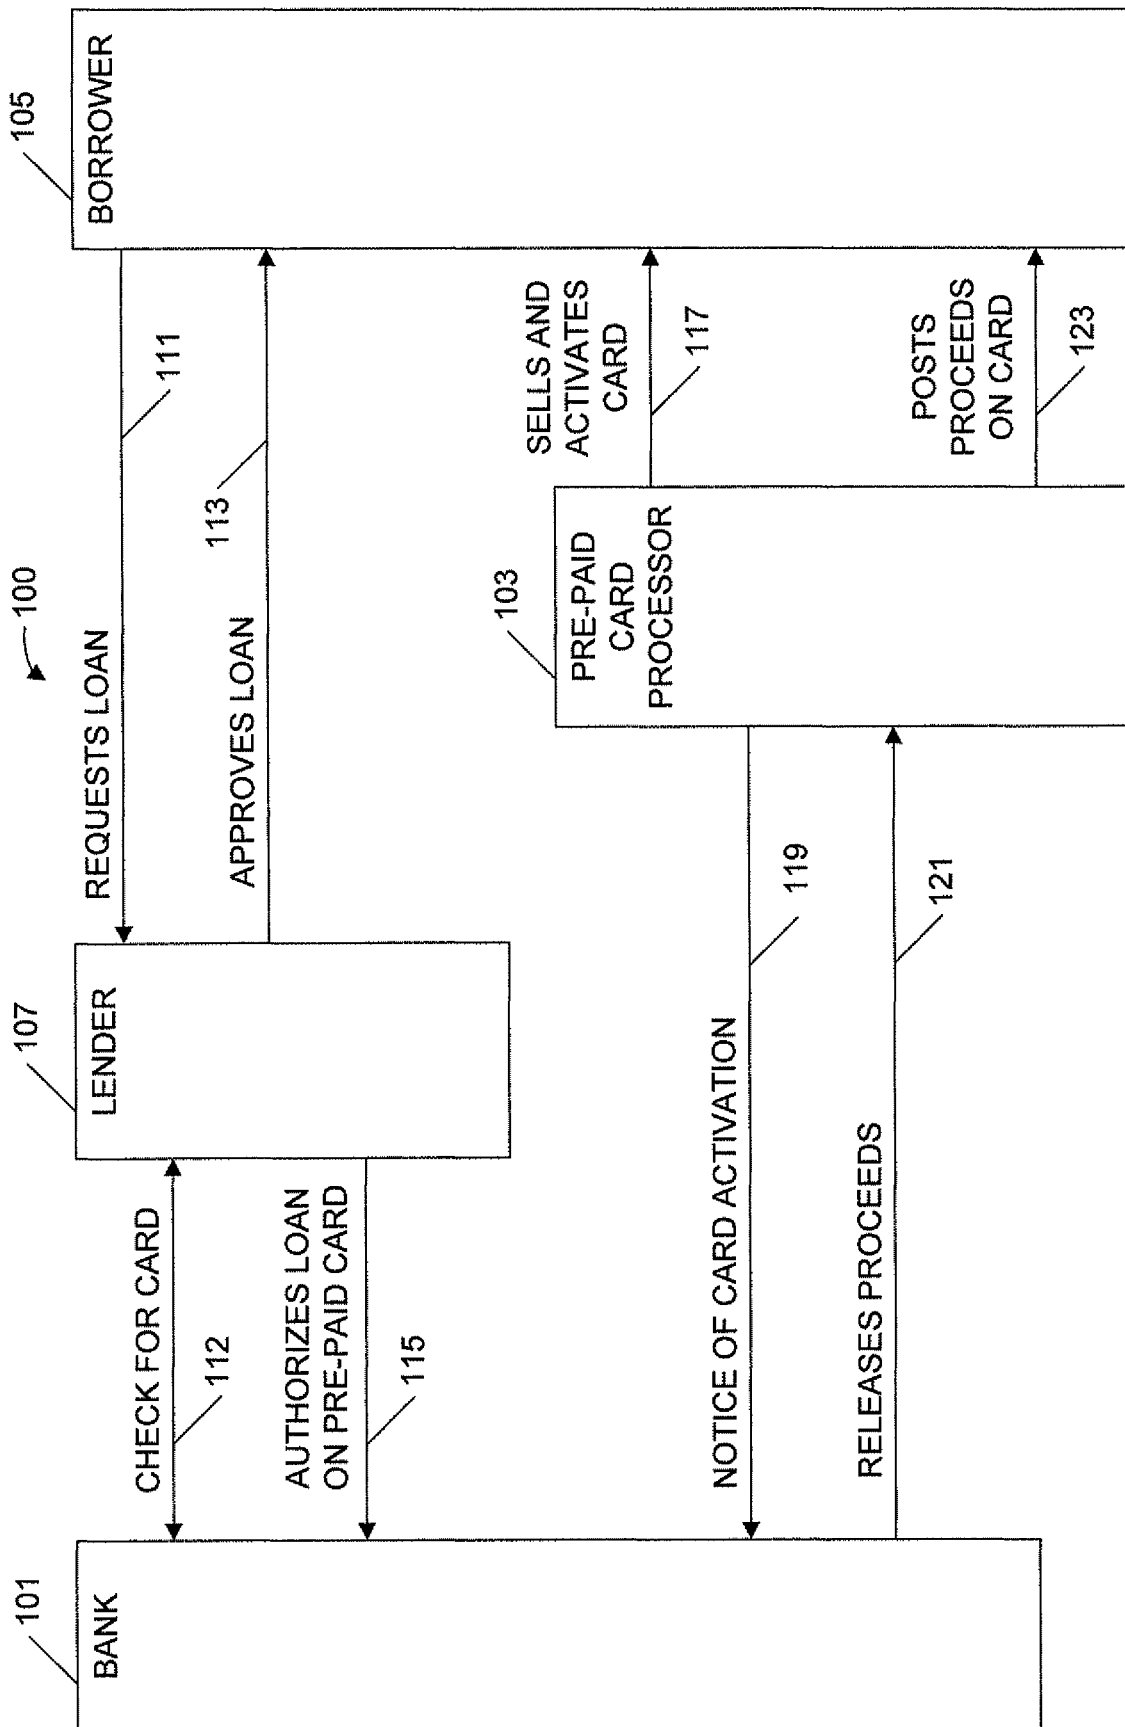 100
101
BANK
107
LENDER
105
BORROWER
REQUESTS LOAN
111
CHECK FOR CARD
112
APPROVES LOAN
113
AUTHORIZES LOAN
ON PRE-PAID CARD
115
103
PRE-PAID
CARD
PROCESSOR
SELLS AND
ACTIVATES
CARD
117
NOTICE OF CARD ACTIVATION
119
RELEASES PROCEEDS
121
POSTS
PROCEEDS
ON CARD
123